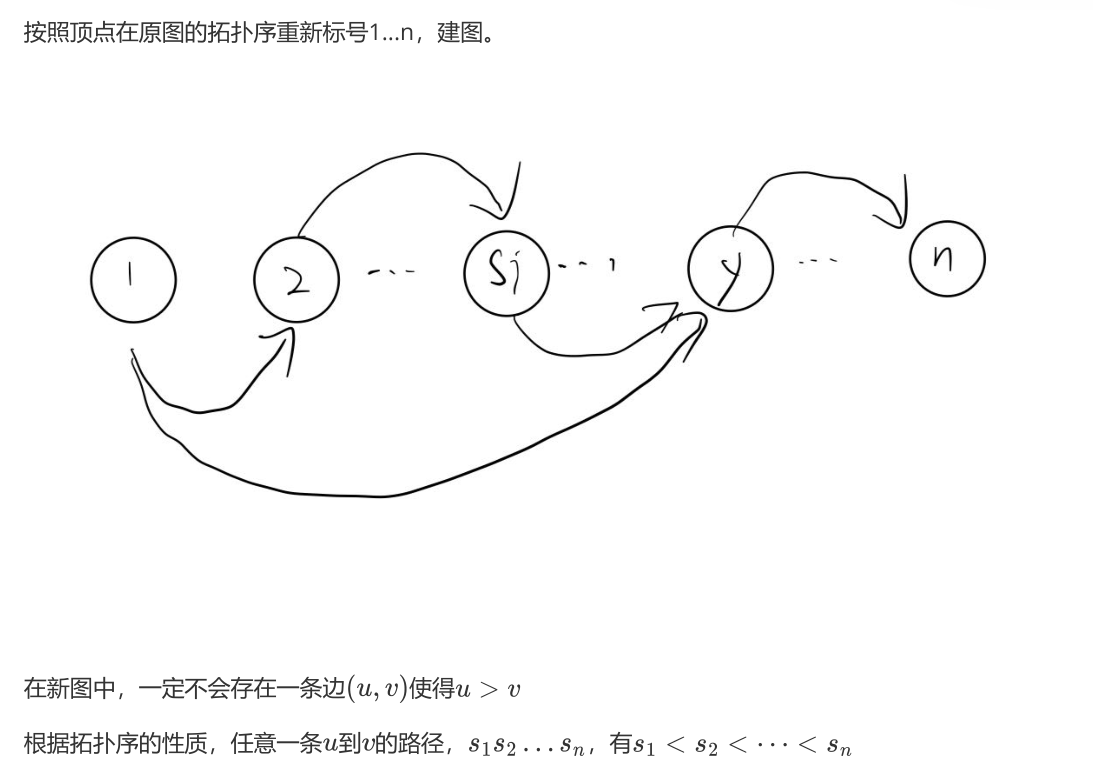 按照顶点在原图的拓扑序重新标号1...n，建图。
1 2 ... Sj ... y ... n
在新图中，一定不会存在一条边(u, v)使得u > v
根据拓扑序的性质，任意一条u到v的路径，s₁s₂...sₙ，有s₁ < s₂ < ⋯ < sₙ